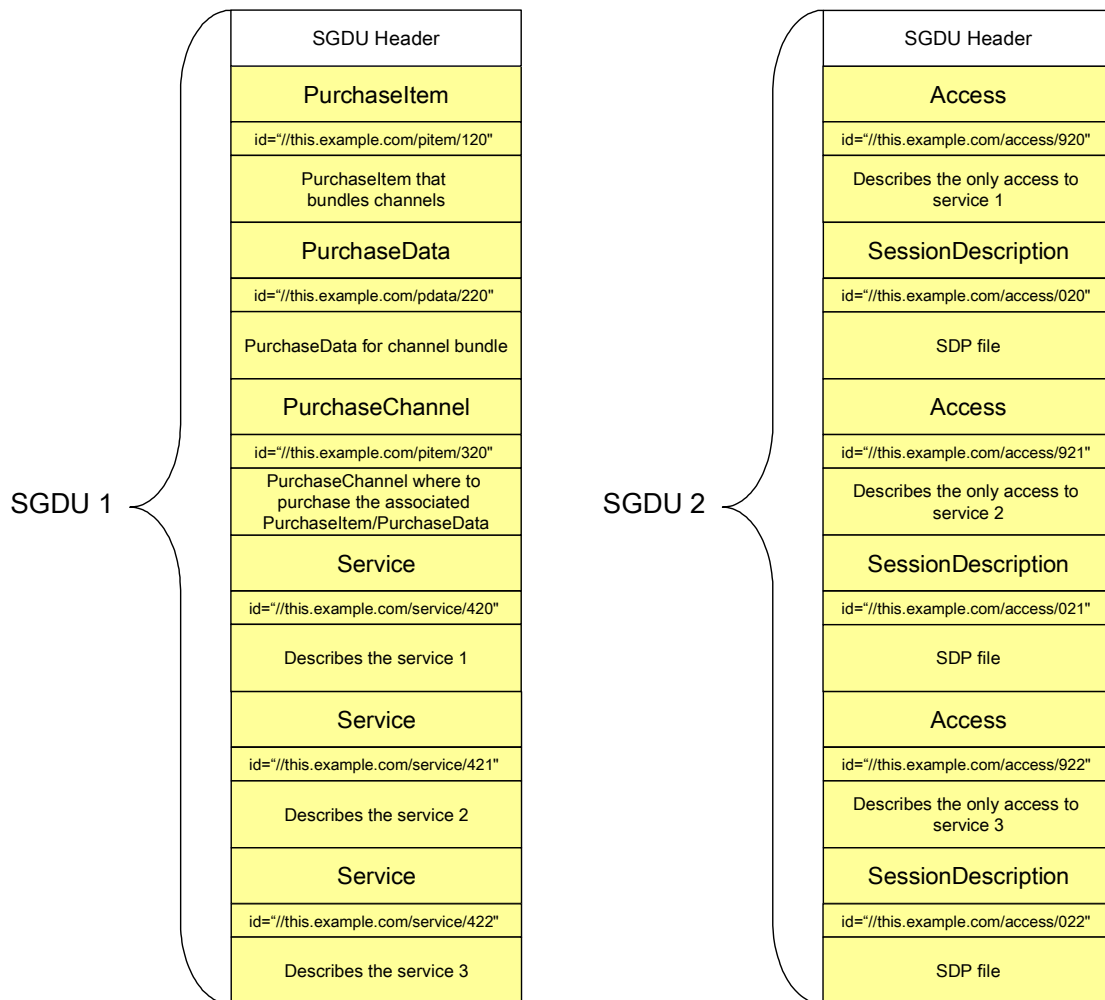 SGDU 1
SGDU Header
PurchaseItem
id="//this.example.com/pitem/120"
PurchaseItem that
bundles channels
PurchaseData
id="//this.example.com/pdata/220"
PurchaseData for channel bundle
PurchaseChannel
id="//this.example.com/pitem/320"
PurchaseChannel where to
purchase the associated
PurchaseItem/PurchaseData
Service
id="//this.example.com/service/420"
Describes the service 1
Service
id="//this.example.com/service/421"
Describes the service 2
Service
id="//this.example.com/service/422"
Describes the service 3
SGDU 2
SGDU Header
Access
id="//this.example.com/access/920"
Describes the only access to
service 1
SessionDescription
id="//this.example.com/access/020"
SDP file
Access
id="//this.example.com/access/921"
Describes the only access to
service 2
SessionDescription
id="//this.example.com/access/021"
SDP file
Access
id="//this.example.com/access/922"
Describes the only access to
service 3
SessionDescription
id="//this.example.com/access/022"
SDP file